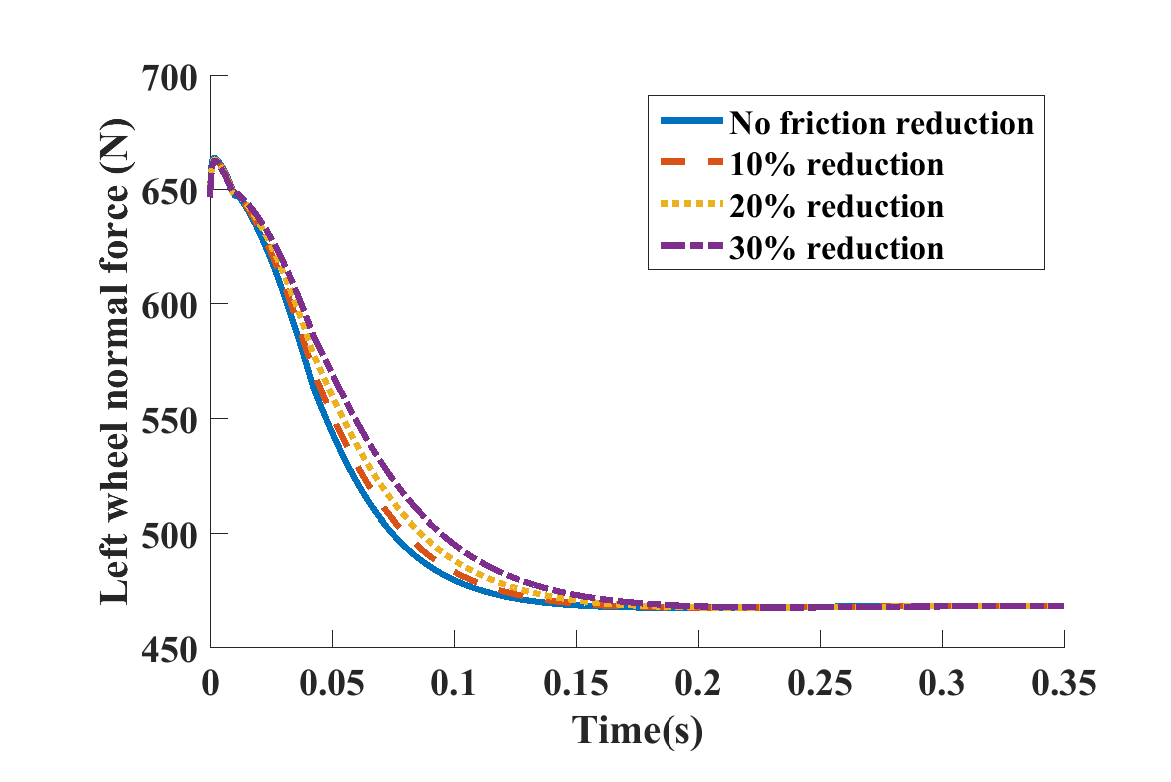 700
650
600
550
500
450
Left wheel normal force (N)
No friction reduction
10% reduction
20% reduction
30% reduction
0 0.05 0.1 0.15 0.2 0.25 0.3 0.35
Time(s)